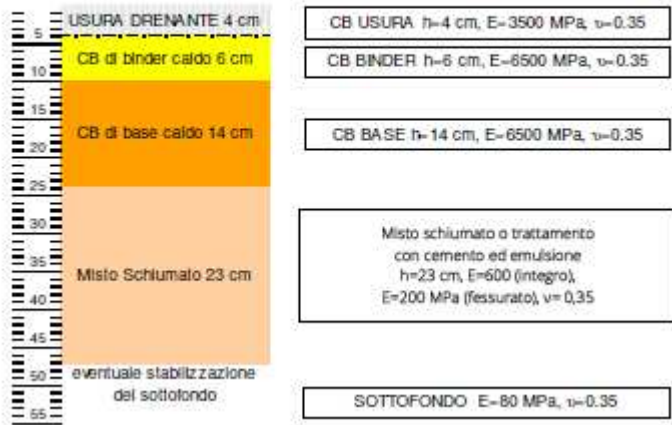 USURA DRENANTE 4 cm
CB di binder caldo 6 cm
CB di base caldo 14 cm
Misto Schiumato 23 cm
eventuale stabilizzazione
del sottofondo
5
10
15
20
25
30
35
40
45
50
55
CB USURA h=4 cm, E=3500 MPa, υ=0.35
CB BINDER h=6 cm, E=6500 MPa, υ=0.35
CB BASE h=14 cm, E=6500 MPa, υ=0.35
Misto schiumato o trattamento
con cemento ed emulsione
h=23 cm, E=600 (integro),
E=200 MPa (fessurato), ν= 0,35
SOTTOFONDO E=80 MPa, υ=0.35